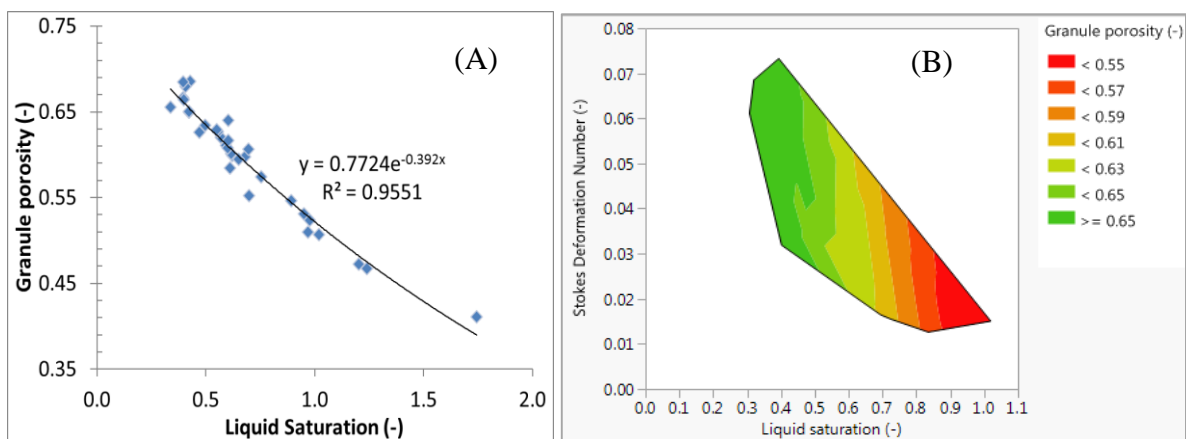 (A)
Granule porosity (-)
0.75
0.65
0.55
0.45
0.35
y = 0.7724e^-0.392x
R² = 0.9551
0.0 0.5 1.0 1.5 2.0
Liquid Saturation (-)
(B)
Stokes Deformation Number (-)
0.08
0.07
0.06
0.05
0.04
0.03
0.02
0.01
0.00
0.0 0.1 0.2 0.3 0.4 0.5 0.6 0.7 0.8 0.9 1.0 1.1
Liquid saturation (-)
Granule porosity (-)
< 0.55
< 0.57
< 0.59
< 0.61
< 0.63
< 0.65
>= 0.65